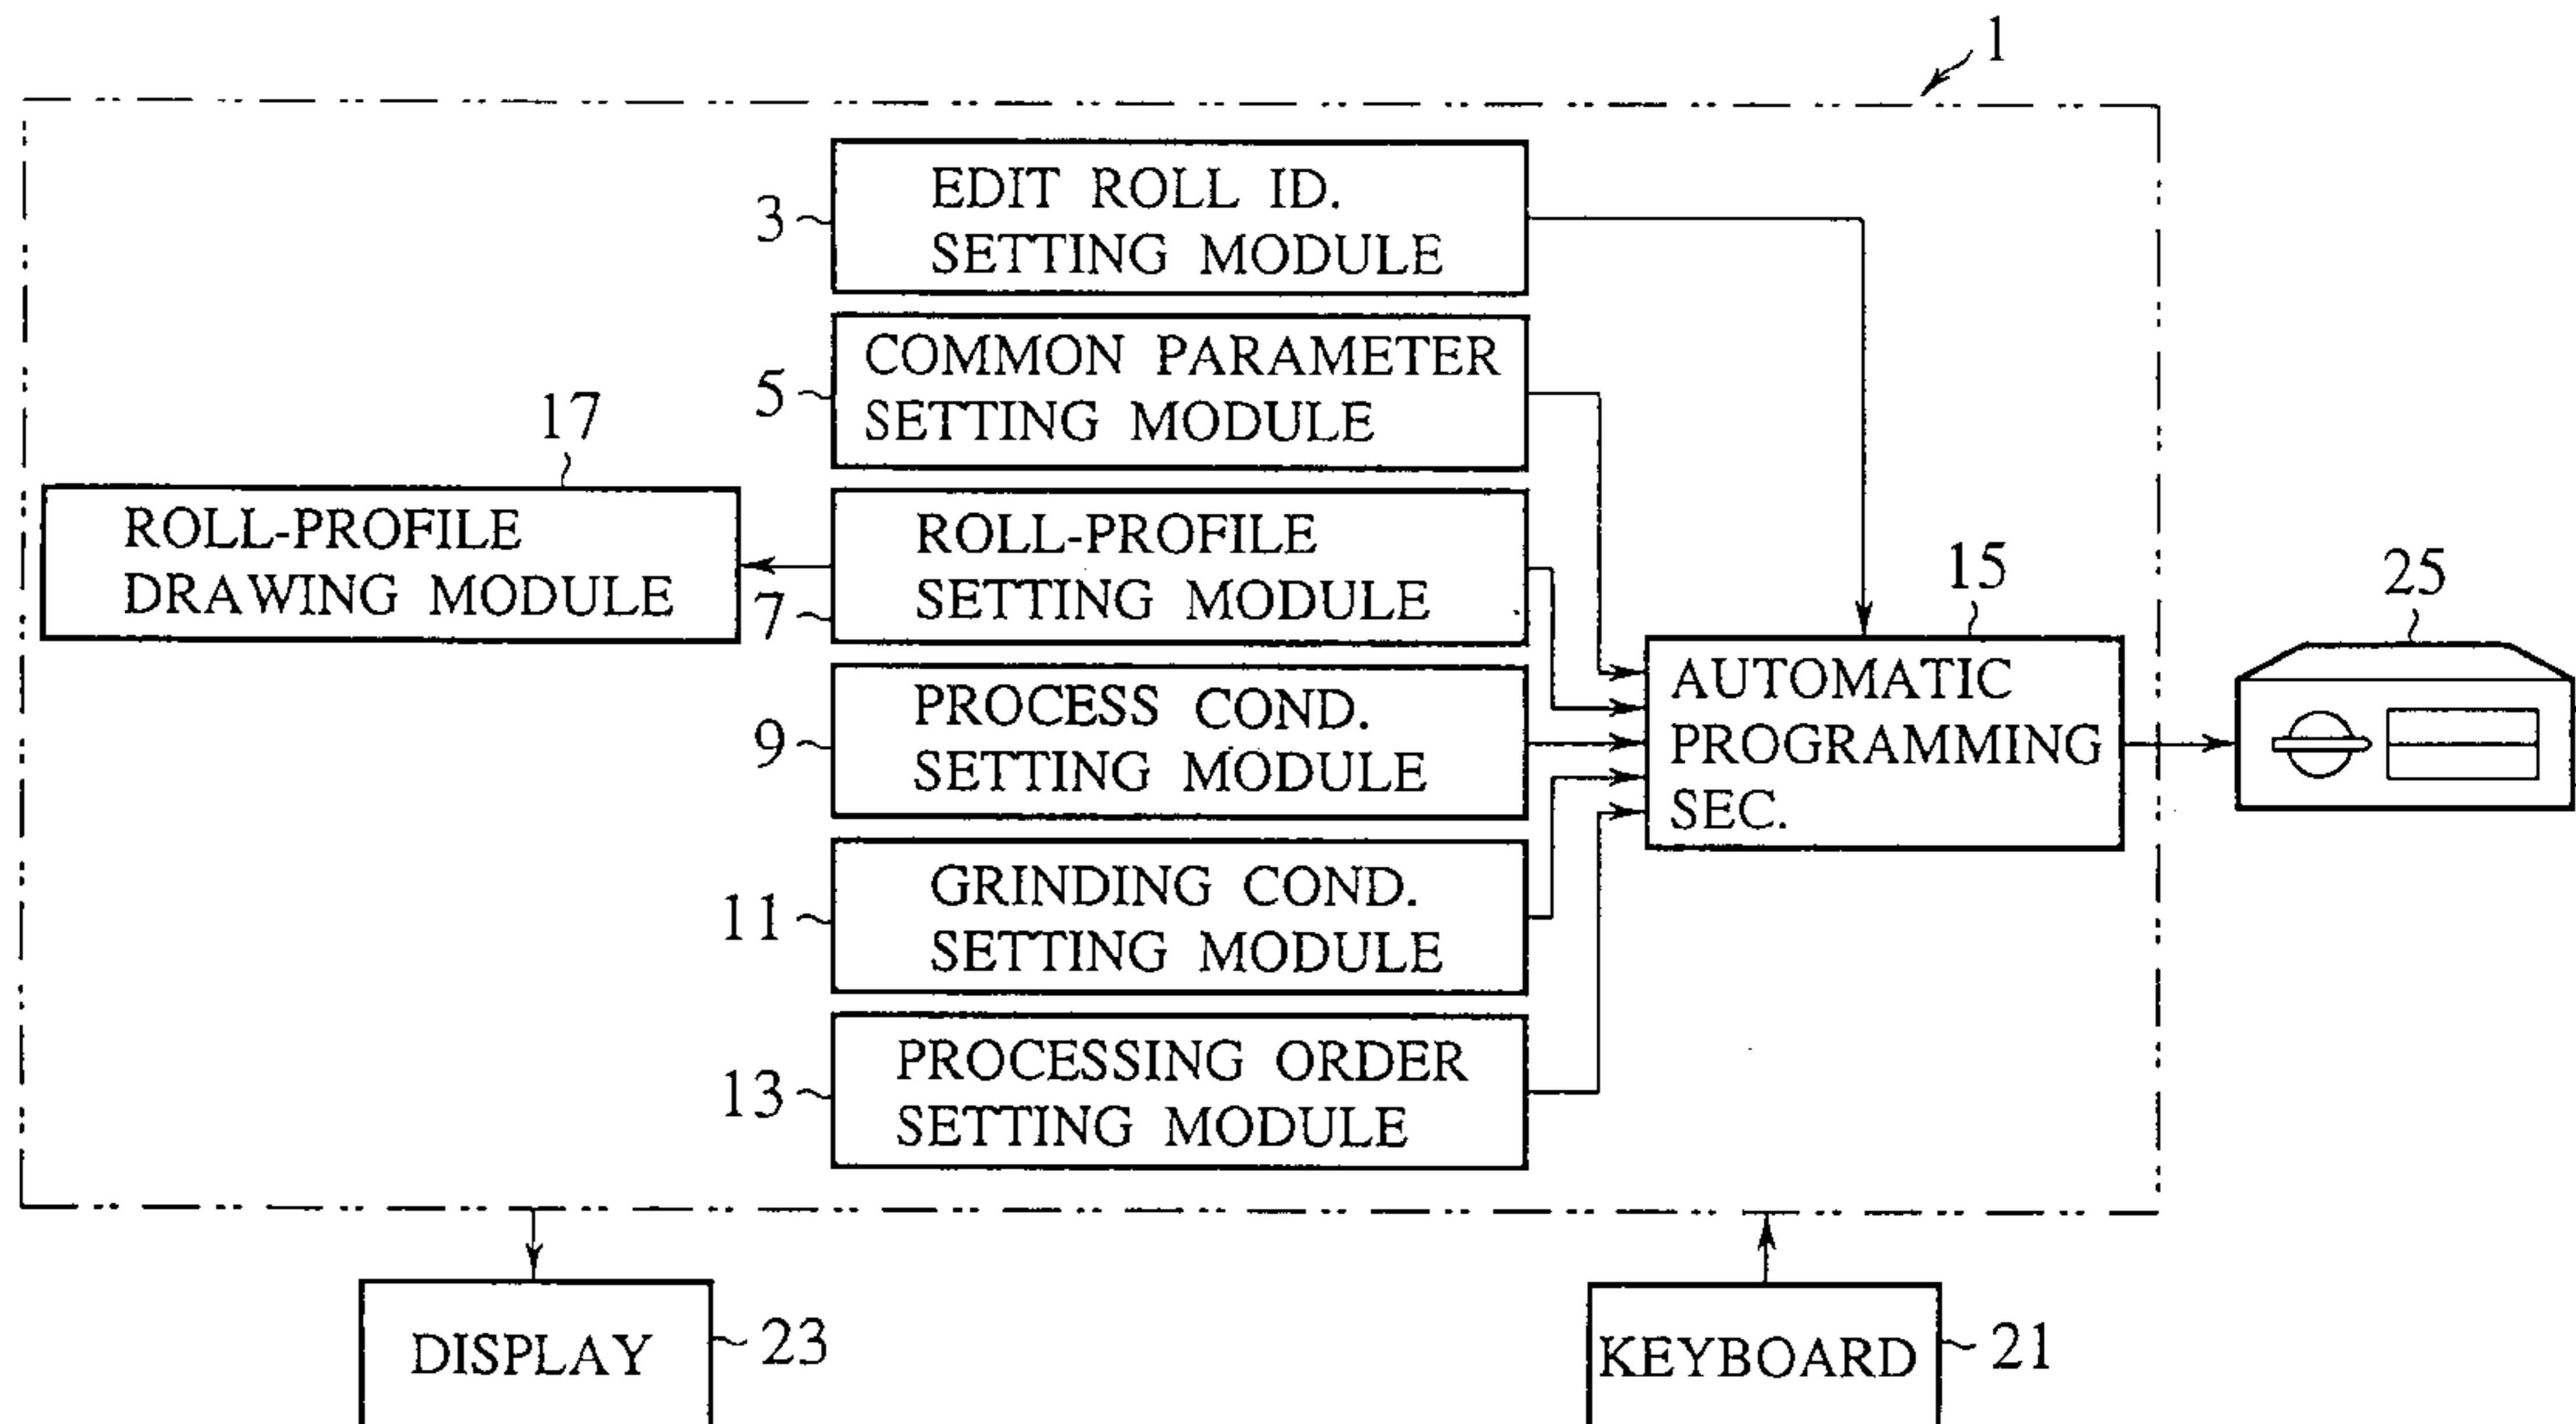 1
3
EDIT ROLL ID.
SETTING MODULE
5
COMMON PARAMETER
SETTING MODULE
17
ROLL-PROFILE
DRAWING MODULE
7
ROLL-PROFILE
SETTING MODULE
9
PROCESS COND.
SETTING MODULE
11
GRINDING COND.
SETTING MODULE
13
PROCESSING ORDER
SETTING MODULE
15
AUTOMATIC
PROGRAMMING
SEC.
25
DISPLAY
23
KEYBOARD
21